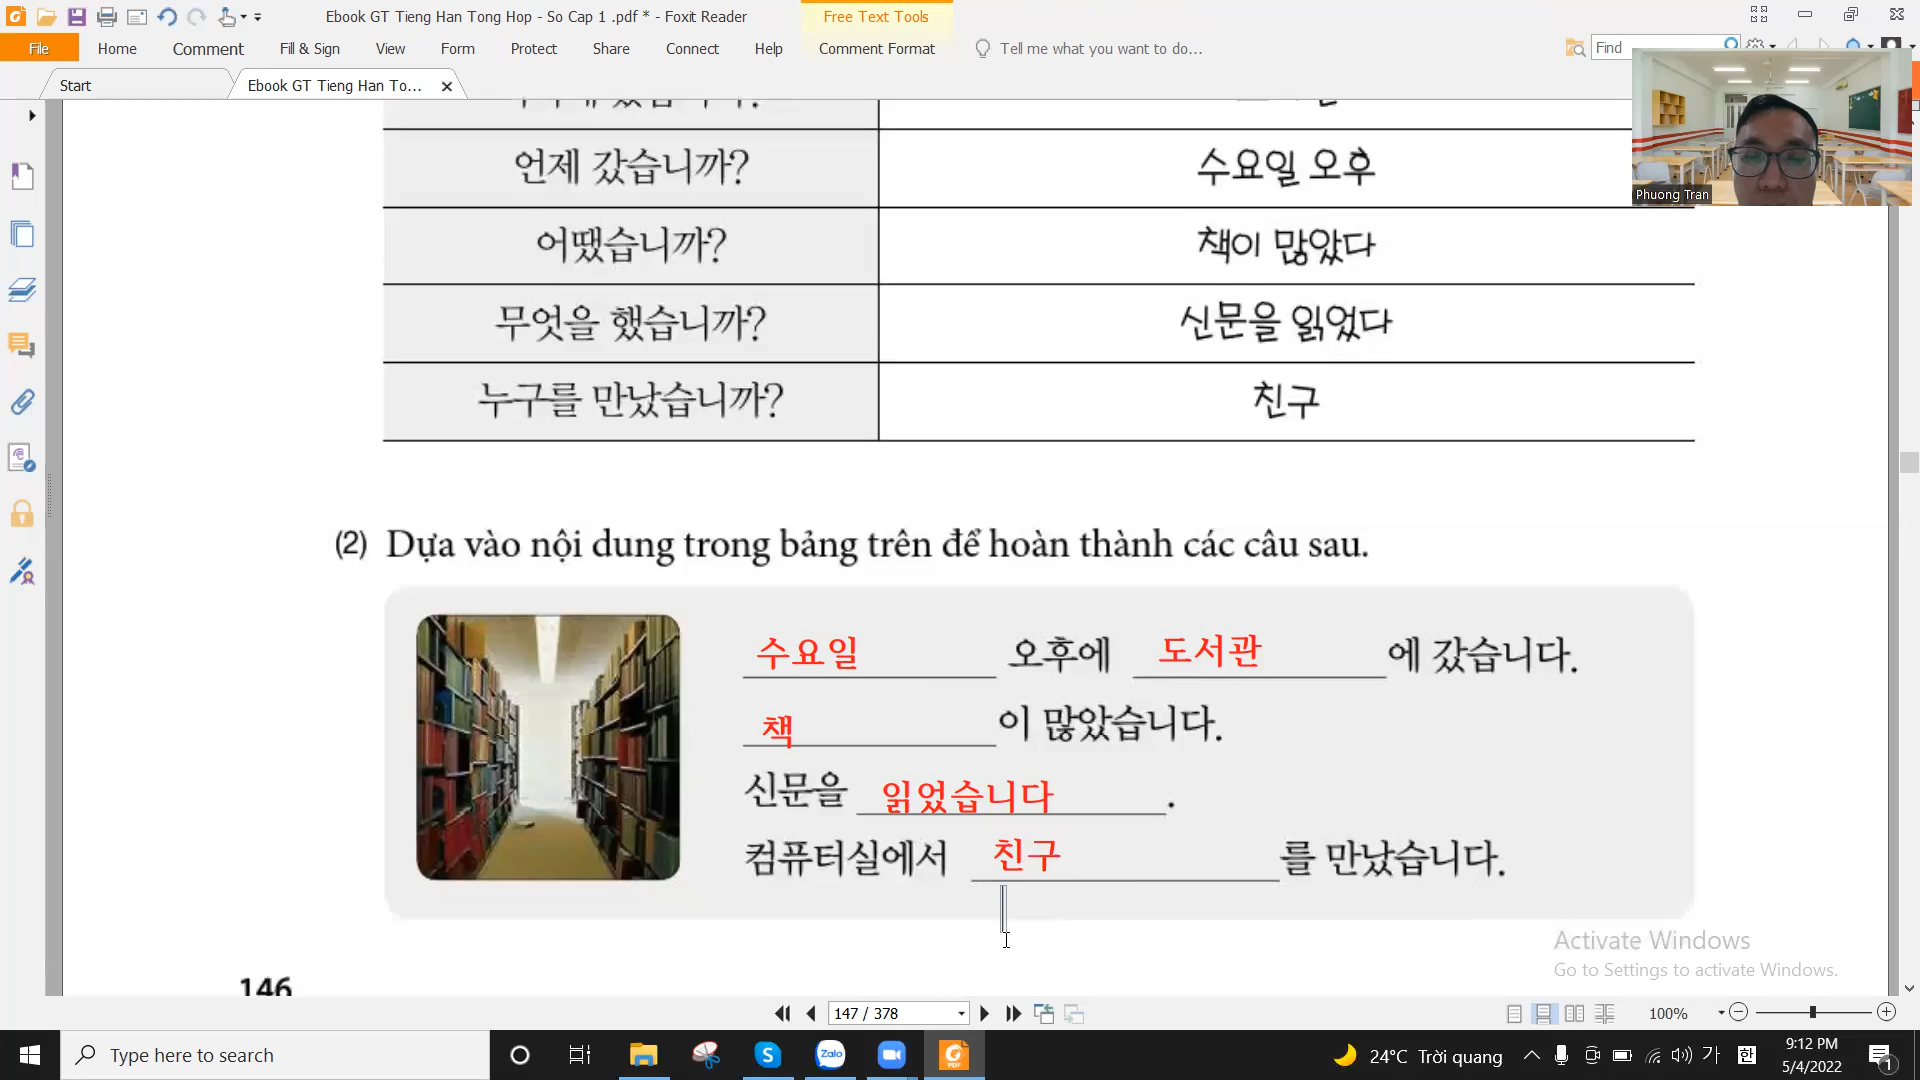 Ebook GT Tieng Han Tong Hop - So Cap 1 .pdf * - Foxit Reader
Free Text Tools
File Home Comment Fill & Sign View Form Protect Share Connect Help Comment Format Tell me what you want to do... Find
Start Ebook GT Tieng Han To...
언제 갔습니까? 수요일 오후
Phuong Tran
어땠습니까? 책이 많았다
무엇을 했습니까? 신문을 읽었다
누구를 만났습니까? 친구
(2) Dựa vào nội dung trong bảng trên để hoàn thành các câu sau.
수요일 오후에 도서관 에 갔습니다.
책 이 많았습니다.
신문을 읽었습니다 .
컴퓨터실에서 친구 를 만났습니다.
Activate Windows
Go to Settings to activate Windows.
146
147 / 378 100%
Type here to search Zalo 24°C Trời quang 가 한 9:12 PM
5/4/2022 1